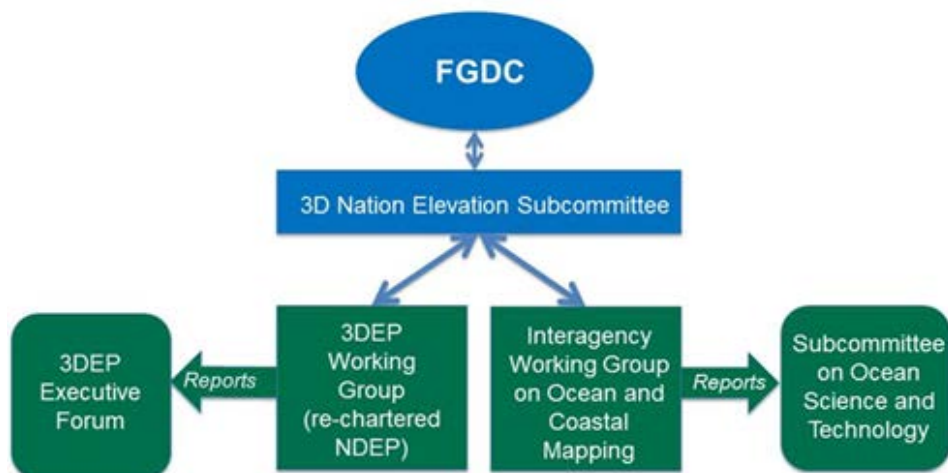 FGDC
3D Nation Elevation Subcommittee
3DEP
Executive
Forum
Reports
3DEP
Working
Group
(re-chartered
NDEP)
Interagency
Working Group
on Ocean and
Coastal
Mapping
Reports
Subcommittee
on Ocean
Science and
Technology